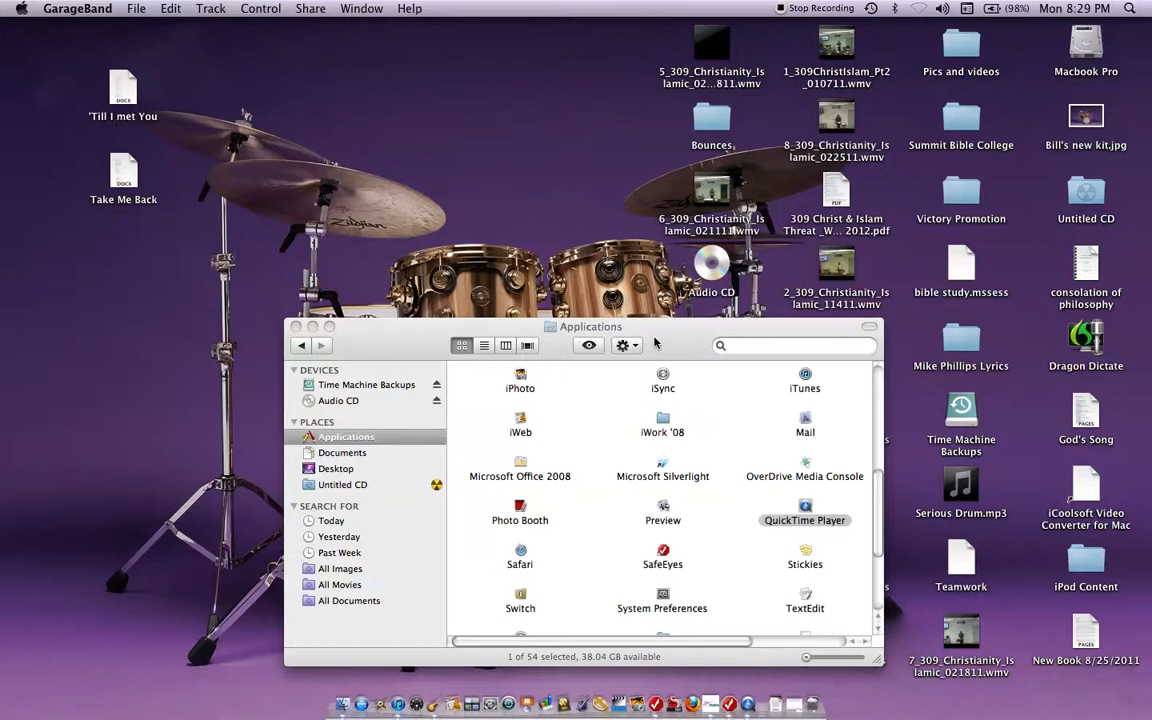 GarageBand File Edit Track Control Share Window Help Stop Recording (98%) Mon 8:29 PM
'Till I met You
Take Me Back
5_309_Christianity_Is
lamic_02...811.wmv
1_309ChristIslam_Pt2
_010711.wmv
Pics and videos
Macbook Pro
Bounces
8_309_Christianity_Is
lamic_022511.wmv
Summit Bible College
Bill's new kit.jpg
6_309_Christianity_Is
lamic_021111.wmv
309 Christ & Islam
Threat _W... 2012.pdf
Victory Promotion
Untitled CD
Audio CD
2_309_Christianity_Is
lamic_11411.wmv
bible study.mssess
consolation of
philosophy
Mike Phillips Lyrics
Dragon Dictate
Time Machine
Backups
God's Song
Serious Drum.mp3
iCoolsoft Video
Converter for Mac
Teamwork
iPod Content
7_309_Christianity_Is
lamic_021811.wmv
New Book 8/25/2011
Zildjian
Applications
DEVICES
Time Machine Backups
Audio CD
PLACES
Applications
Documents
Desktop
Untitled CD
SEARCH FOR
Today
Yesterday
Past Week
All Images
All Movies
All Documents
iPhoto iSync iTunes
iWeb iWork '08 Mail
Microsoft Office 2008 Microsoft Silverlight OverDrive Media Console
Photo Booth Preview QuickTime Player
Safari SafeEyes Stickies
Switch System Preferences TextEdit
1 of 54 selected, 38.04 GB available
DOCX
DOCX
PDF
PAGES
PAGES